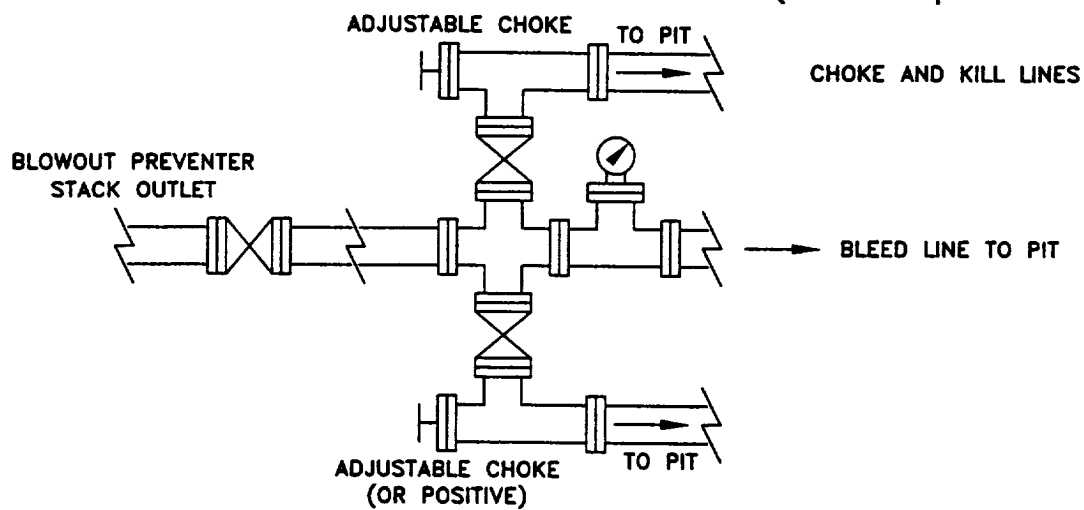 ADJUSTABLE CHOKE
TO PIT
CHOKE AND KILL LINES
BLOWOUT PREVENTER
STACK OUTLET
BLEED LINE TO PIT
TO PIT
ADJUSTABLE CHOKE
(OR POSITIVE)